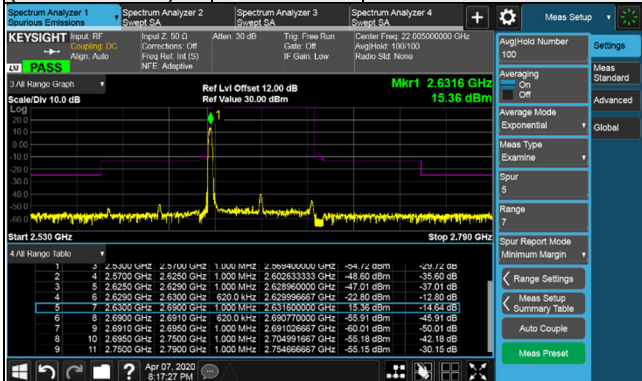 Spectrum Analyzer 1
Spurious Emissions
Spectrum Analyzer 2
Swept SA
Spectrum Analyzer 3
Swept SA
Spectrum Analyzer 4
Swept SA
Meas Setup
KEYSIGHT
Input: RF
Coupling: DC
Align: Auto
Input Z: 50 Ω
Corrections: Off
Freq Ref: Int (S)
NFE: Adaptive
Atten: 30 dB
Trig: Free Run
Gate: Off
IF Gain: Low
Center Freq: 22.005000000 GHz
Avg|Hold: 100/100
Radio Std: None
LXI PASS
3 All Range Graph
Scale/Div 10.0 dB
Ref Lvl Offset 12.00 dB
Ref Value 30.00 dBm
Mkr1 2.6316 GHz
15.36 dBm
Log
20.0
10.0
0.00
-10.0
-20.0
-30.0
-40.0
-50.0
-60.0
1
Start 2.530 GHz
Stop 2.790 GHz
4 All Range Table
1 3 2.5300 GHz 2.5700 GHz 1.000 MHz 2.569400000 GHz -54.72 dBm -29.72 dB
2 4 2.5700 GHz 2.6250 GHz 1.000 MHz 2.602633333 GHz -48.60 dBm -35.60 dB
3 5 2.6250 GHz 2.6290 GHz 1.000 MHz 2.628960000 GHz -47.01 dBm -37.01 dB
4 6 2.6290 GHz 2.6300 GHz 620.0 kHz 2.629996667 GHz -22.80 dBm -12.80 dB
5 7 2.6300 GHz 2.6900 GHz 1.000 MHz 2.631600000 GHz 15.36 dBm -14.64 dB
6 8 2.6900 GHz 2.6910 GHz 620.0 kHz 2.690770000 GHz -55.91 dBm -45.91 dB
7 9 2.6910 GHz 2.6950 GHz 1.000 MHz 2.691026667 GHz -60.01 dBm -50.01 dB
8 10 2.6950 GHz 2.7500 GHz 1.000 MHz 2.704991667 GHz -55.18 dBm -42.18 dB
9 11 2.7500 GHz 2.7900 GHz 1.000 MHz 2.754666667 GHz -55.15 dBm -30.15 dB
Avg|Hold Number
100
Averaging
On
Off
Average Mode
Exponential
Meas Type
Examine
Spur
5
Range
7
Spur Report Mode
Minimum Margin
Range Settings
Meas Setup
Summary Table
Auto Couple
Meas Preset
Settings
Meas
Standard
Advanced
Global
Apr 07, 2020
8:17:27 PM